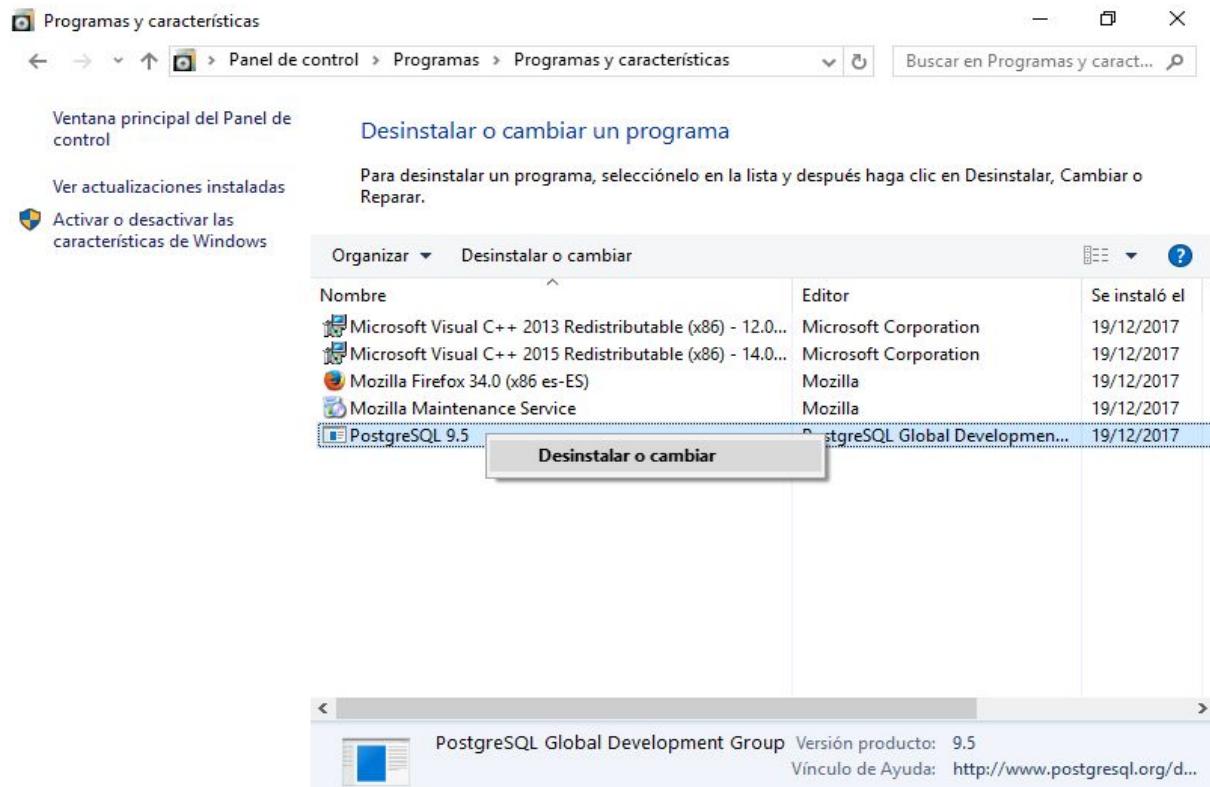 Programas y características
Panel de control > Programas > Programas y características
Buscar en Programas y caract...
Ventana principal del Panel de
control
Ver actualizaciones instaladas
Activar o desactivar las
características de Windows
Desinstalar o cambiar un programa
Para desinstalar un programa, selecciónelo en la lista y después haga clic en Desinstalar, Cambiar o
Reparar.
Organizar Desinstalar o cambiar
Nombre Editor Se instaló el
Microsoft Visual C++ 2013 Redistributable (x86) - 12.0... Microsoft Corporation 19/12/2017
Microsoft Visual C++ 2015 Redistributable (x86) - 14.0... Microsoft Corporation 19/12/2017
Mozilla Firefox 34.0 (x86 es-ES) Mozilla 19/12/2017
Mozilla Maintenance Service Mozilla 19/12/2017
PostgreSQL 9.5 PostgreSQL Global Developmen... 19/12/2017
Desinstalar o cambiar
PostgreSQL Global Development Group Versión producto: 9.5
Vínculo de Ayuda: http://www.postgresql.org/d...